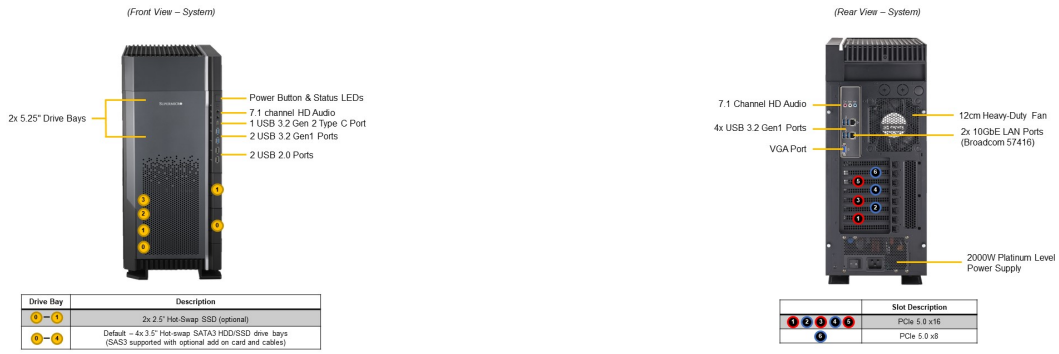 (Front View – System)
2x 5.25" Drive Bays
SUPERMICRO
Power Button & Status LEDs
7.1 channel HD Audio
1 USB 3.2 Gen 2 Type C Port
2 USB 3.2 Gen1 Ports
2 USB 2.0 Ports
3
2
1
0
1
0
Drive Bay Description
0 – 1 2x 2.5" Hot-Swap SSD (optional)
0 – 4 Default – 4x 3.5" Hot-swap SATA3 HDD/SSD drive bays
(SAS3 supported with optional add on card and cables)
(Rear View – System)
7.1 Channel HD Audio
4x USB 3.2 Gen1 Ports
VGA Port
12cm Heavy-Duty Fan
2x 10GbE LAN Ports
(Broadcom 57416)
6
5
4
3
2
1
2000W Platinum Level
Power Supply
Slot Description
1 2 3 4 5 PCIe 5.0 x16
6 PCIe 5.0 x8